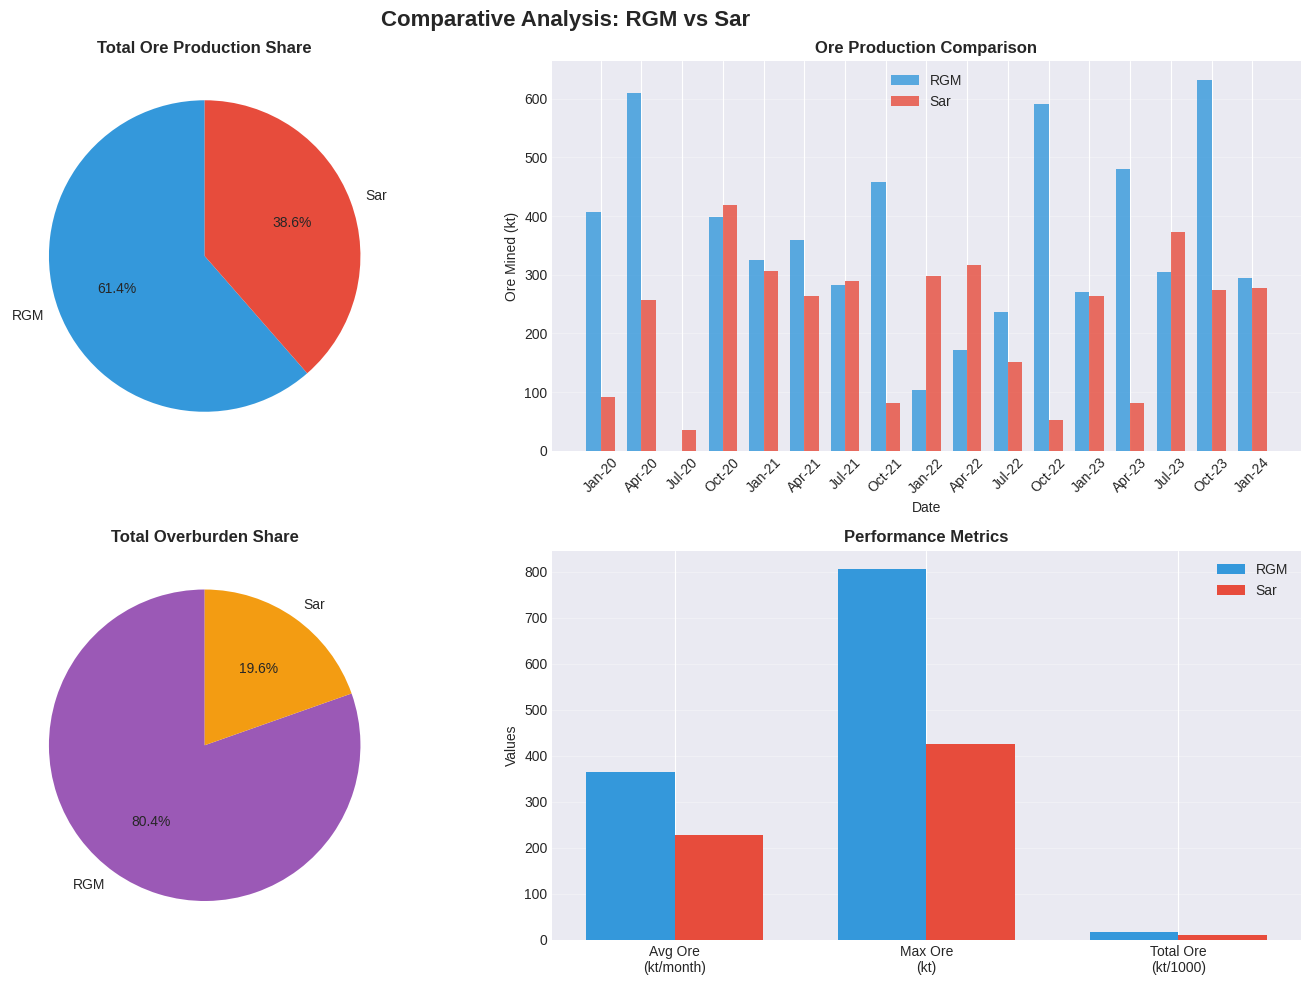 Comparative Analysis: RGM vs Sar
Total Ore Production Share
Sar
38.6%
61.4%
RGM
Ore Production Comparison
RGM
Sar
Ore Mined (kt)
600
500
400
300
200
100
0
Jan-20
Apr-20
Jul-20
Oct-20
Jan-21
Apr-21
Jul-21
Oct-21
Jan-22
Apr-22
Jul-22
Oct-22
Jan-23
Apr-23
Jul-23
Oct-23
Jan-24
Date
Total Overburden Share
Sar
19.6%
80.4%
RGM
Performance Metrics
RGM
Sar
Values
800
700
600
500
400
300
200
100
0
Avg Ore
(kt/month)
Max Ore
(kt)
Total Ore
(kt/1000)